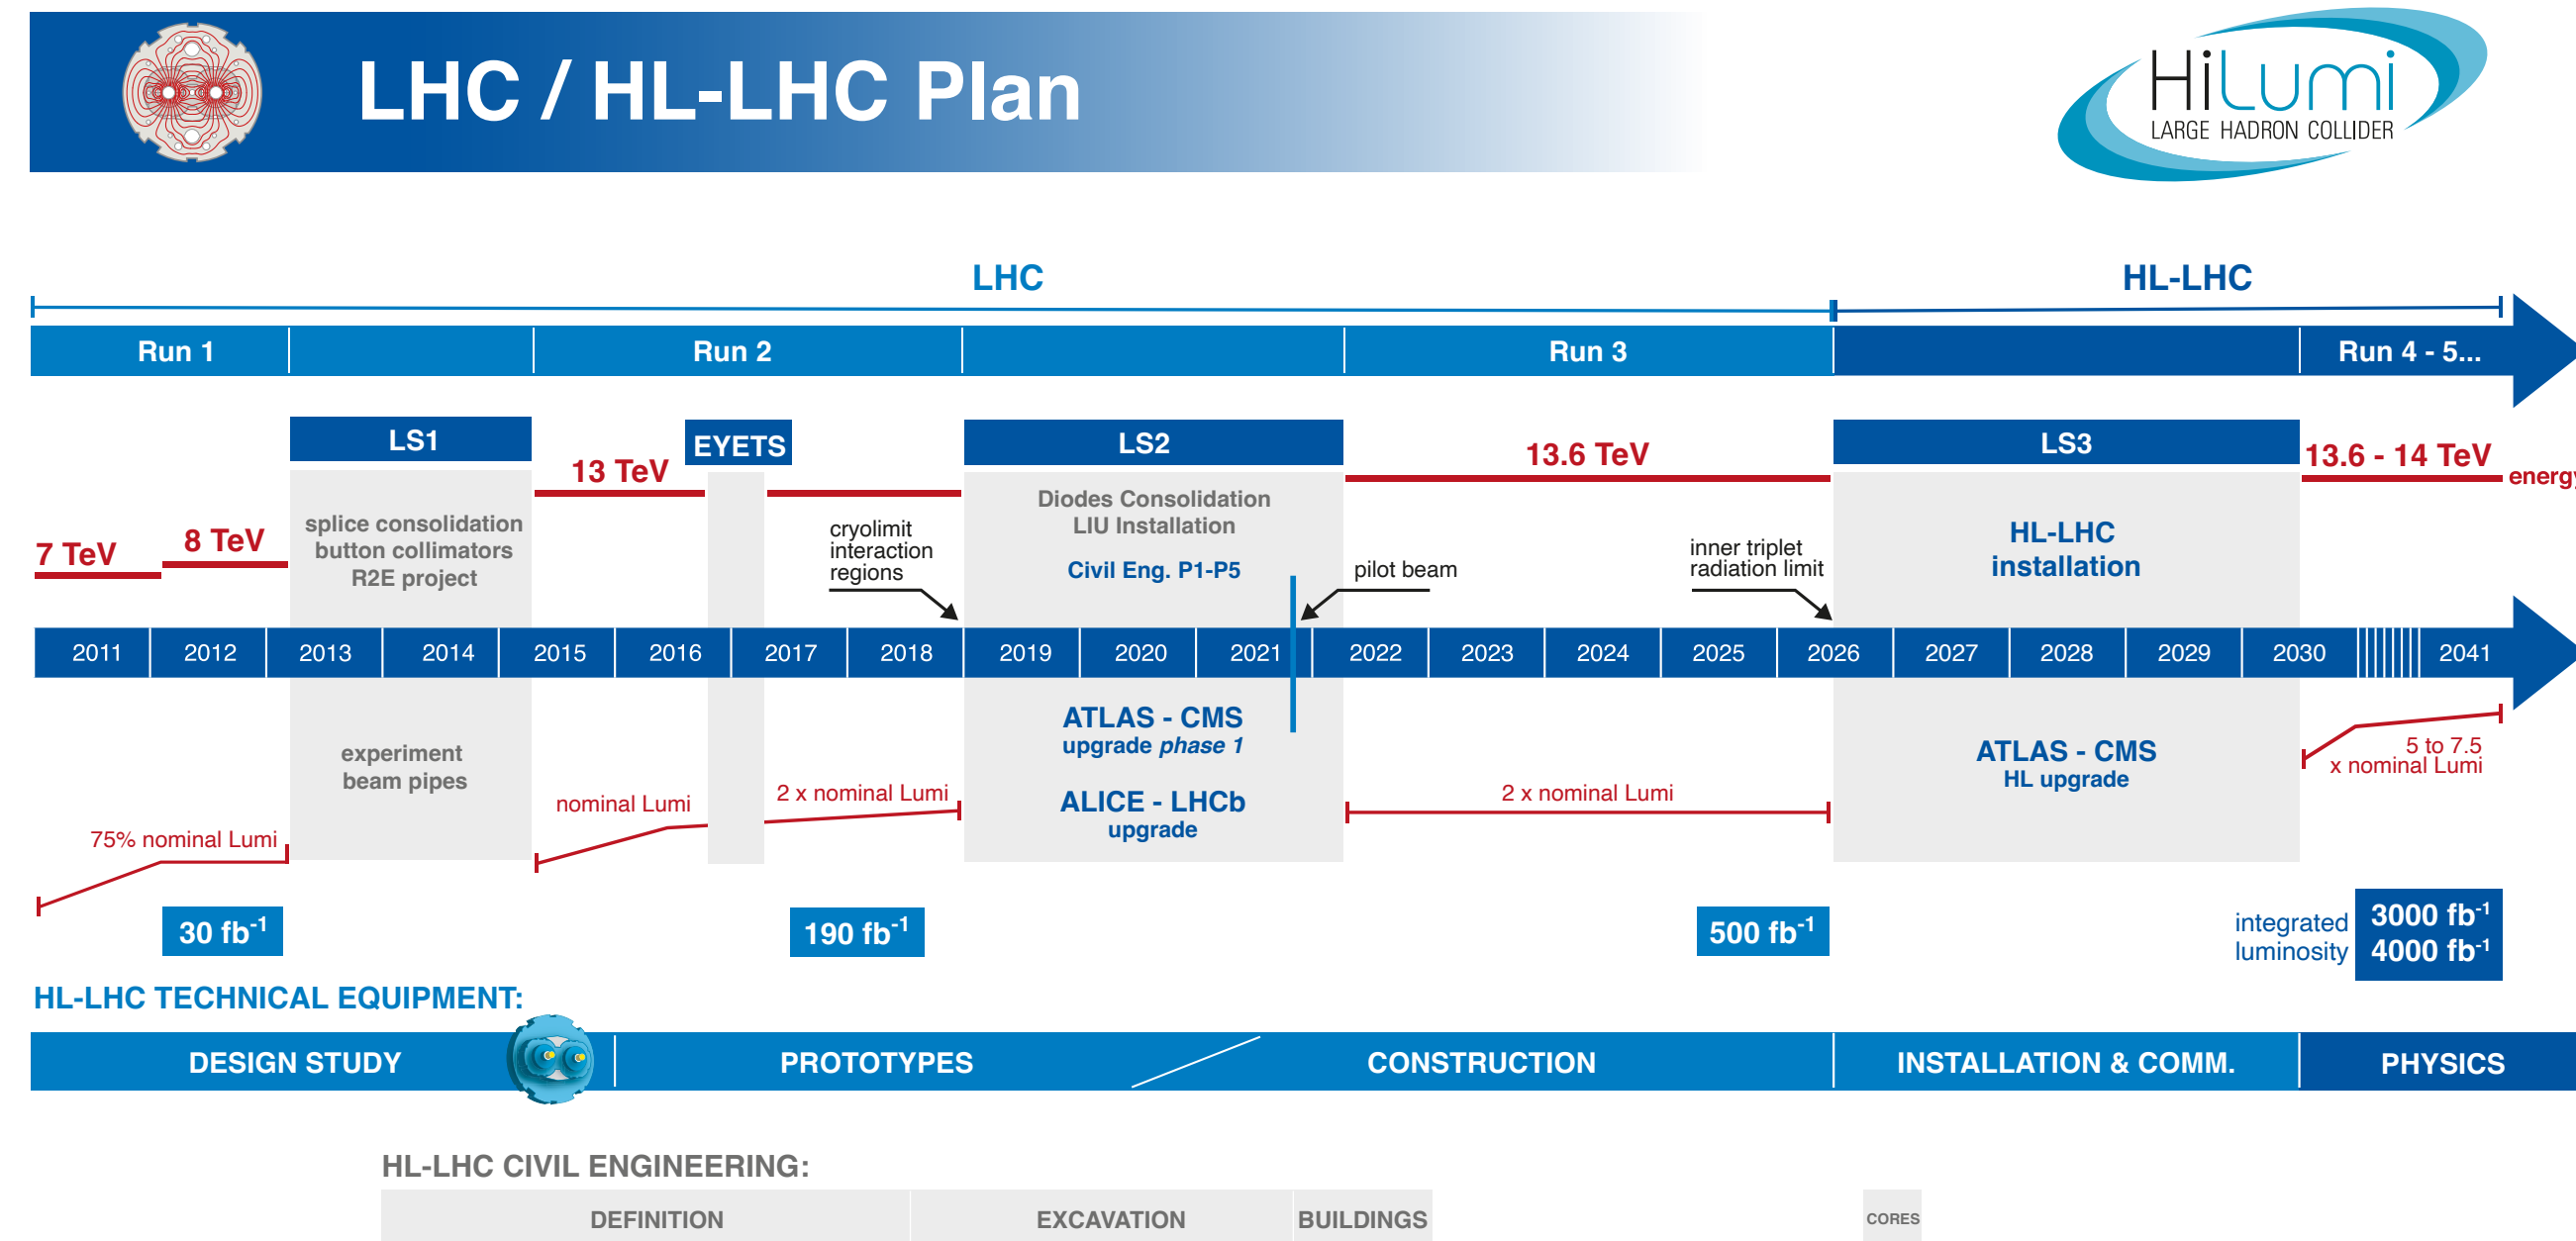 LHC / HL-LHC Plan
HiLumi
LARGE HADRON COLLIDER
LHC
HL-LHC
Run 1
Run 2
Run 3
Run 4 - 5...
LS1
EYETS
LS2
LS3
13 TeV
13.6 TeV
13.6 - 14 TeV
energy
7 TeV
8 TeV
splice consolidation
button collimators
R2E project
cryolimit
interaction
regions
Diodes Consolidation
LIU Installation
Civil Eng. P1-P5
pilot beam
inner triplet
radiation limit
HL-LHC
installation
2011 2012 2013 2014 2015 2016 2017 2018 2019 2020 2021 2022 2023 2024 2025 2026 2027 2028 2029 2030 2041
experiment
beam pipes
ATLAS - CMS
upgrade phase 1
ALICE - LHCb
upgrade
ATLAS - CMS
HL upgrade
5 to 7.5
x nominal Lumi
75% nominal Lumi
nominal Lumi
2 x nominal Lumi
2 x nominal Lumi
30 fb-1
190 fb-1
500 fb-1
integrated
luminosity
3000 fb-1
4000 fb-1
HL-LHC TECHNICAL EQUIPMENT:
DESIGN STUDY
PROTOTYPES
CONSTRUCTION
INSTALLATION & COMM.
PHYSICS
HL-LHC CIVIL ENGINEERING:
DEFINITION
EXCAVATION
BUILDINGS
CORES